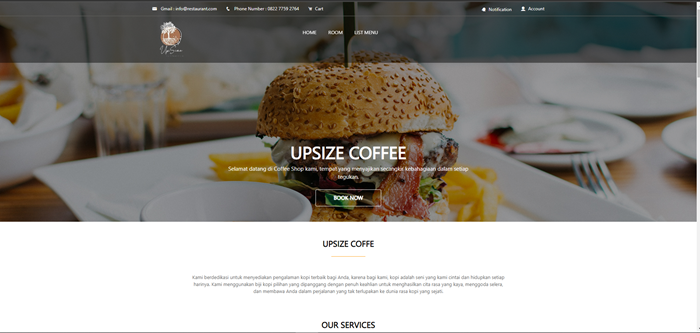 Gmail : info@restaurant.com Phone Number : 0822 7759 2764 Cart Notification Account
UpSize
HOME ROOM LIST MENU
UPSIZE COFFEE
Selamat datang di Coffee Shop kami, tempat yang menyajikan secangkir kebahagiaan dalam setiap
tegukan.
BOOK NOW
UPSIZE COFFE
Kami berdedikasi untuk menyediakan pengalaman kopi terbaik bagi Anda, karena bagi kami, kopi adalah seni yang kami cintai dan hidupkan setiap
harinya. Kami menggunakan biji kopi pilihan yang dipanggang dengan penuh keahlian untuk menghasilkan cita rasa yang kaya, menggoda selera,
dan membawa Anda dalam perjalanan yang tak terlupakan ke dunia rasa kopi yang sejati.
OUR SERVICES